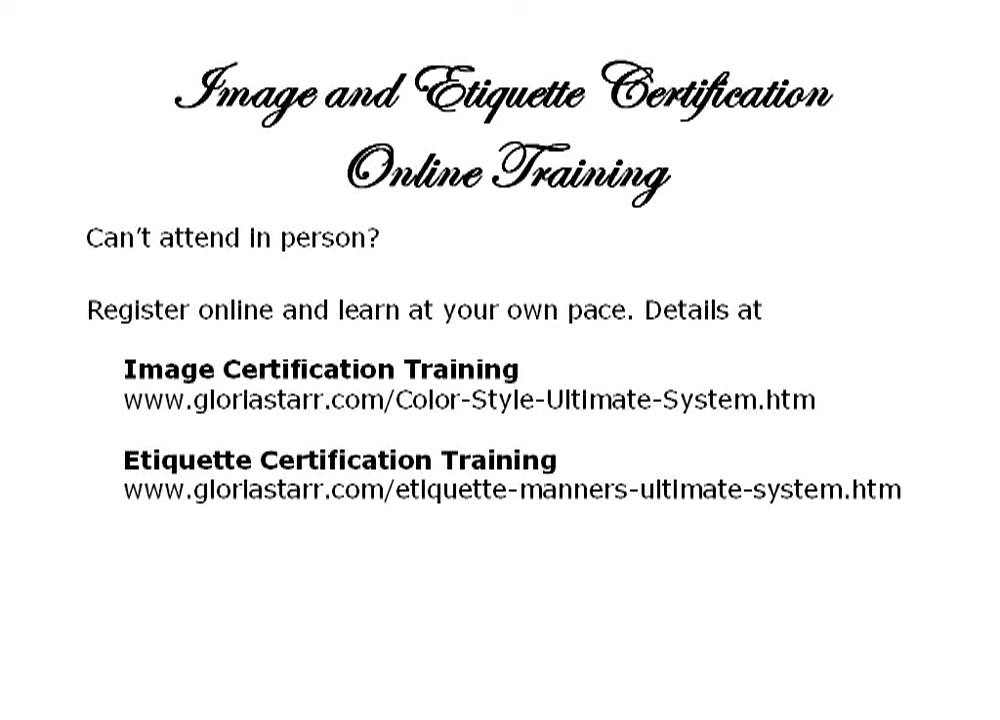 Image and Etiquette Certification
Online Training
Can't attend in person?
Register online and learn at your own pace. Details at
Image Certification Training
www.gloriastarr.com/Color-Style-Ultimate-System.htm
Etiquette Certification Training
www.gloriastarr.com/etiquette-manners-ultimate-system.htm